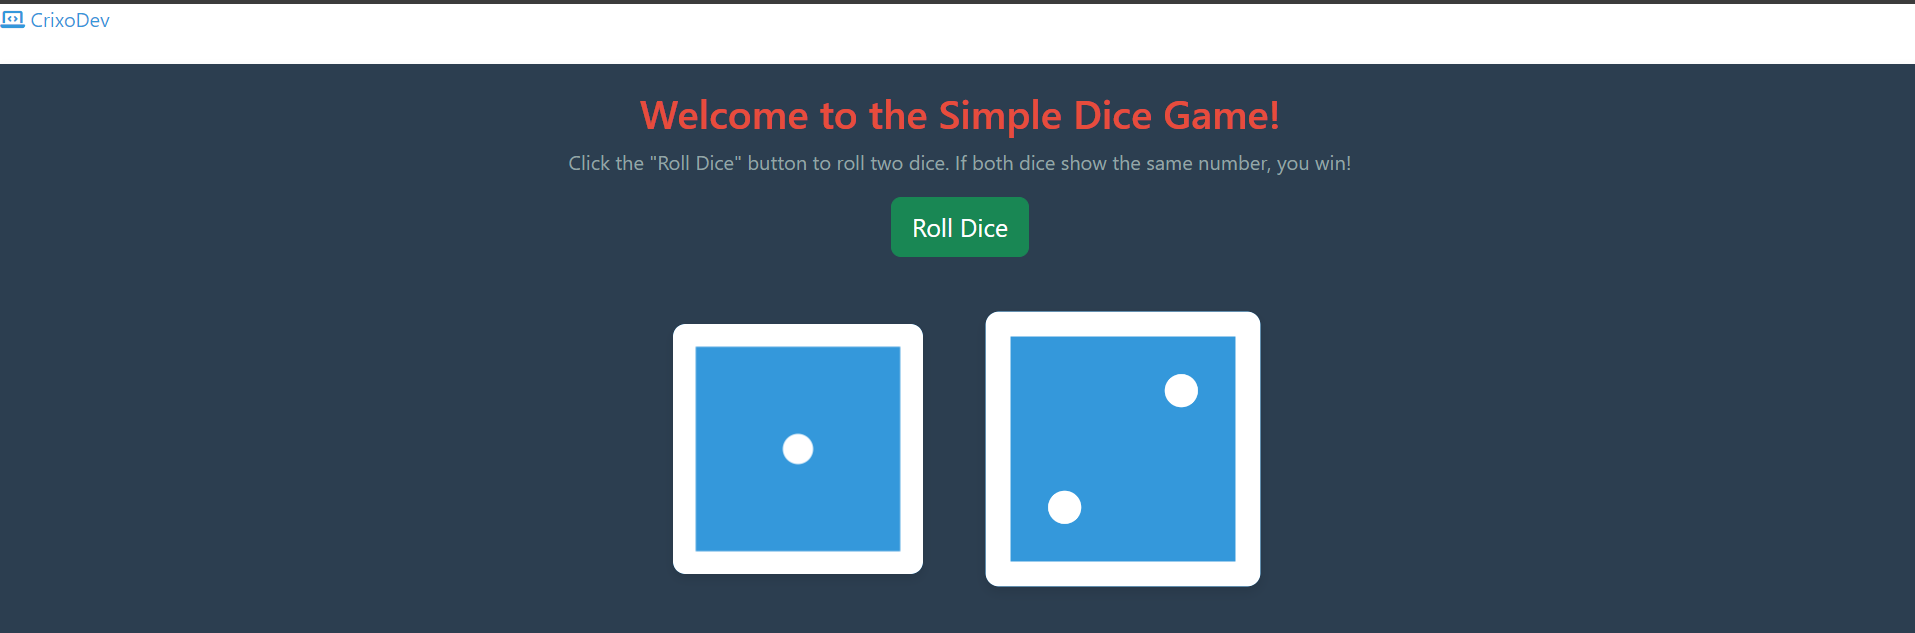 CrixoDev
Welcome to the Simple Dice Game!
Click the "Roll Dice" button to roll two dice. If both dice show the same number, you win!
Roll Dice